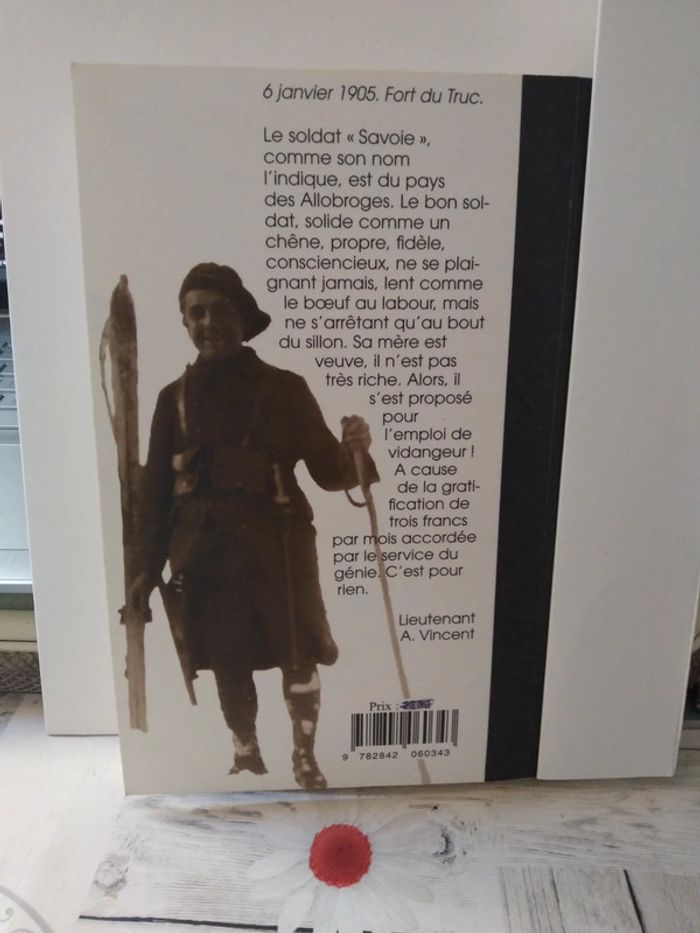 6 janvier 1905. Fort du Truc.
Le soldat « Savoie »,
comme son nom
l'indique, est du pays
des Allobroges. Le bon sol-
dat, solide comme un
chêne, propre, fidèle,
consciencieux, ne se plai-
gnant jamais, lent comme
le bœuf au labour, mais
ne s'arrêtant qu'au bout
du sillon. Sa mère est
veuve, il n'est pas
très riche. Alors, il
s'est proposé
pour
l'emploi de
vidangeur !
A cause
de la grati-
fication de
trois francs
par mois accordée
par le service du
génie. C'est pour
rien.
Lieutenant
A. Vincent
Prix :
9 782842 060343